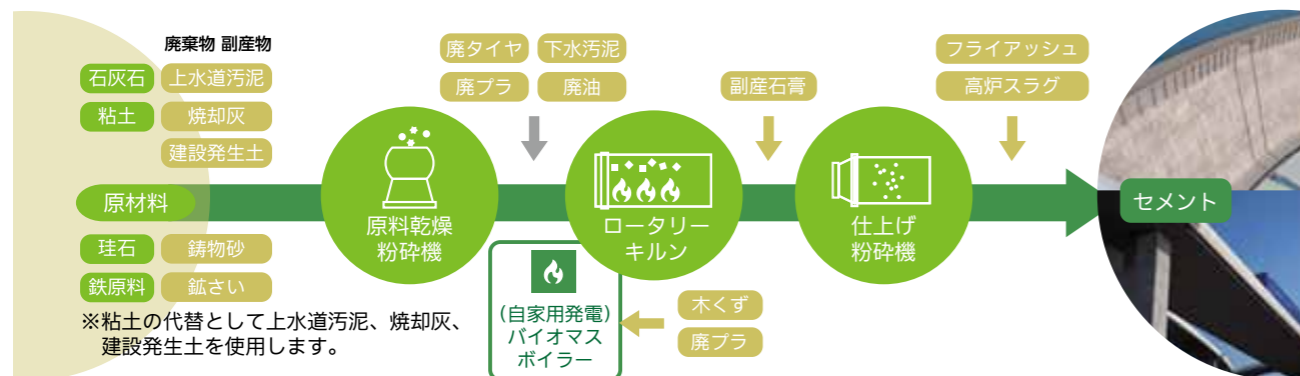 廃棄物 副産物
石灰石 上水道汚泥
粘土 焼却灰
建設発生土
原材料
珪石 鋳物砂
鉄原料 鉱さい
※粘土の代替として上水道汚泥、焼却灰、
建設発生土を使用します。
原料乾燥
粉砕機
廃タイヤ 下水汚泥
廃プラ 廃油
ロータリー
キルン
(自家用発電)
バイオマス
ボイラー
木くず
廃プラ
副産石膏
仕上げ
粉砕機
フライアッシュ
高炉スラグ
セメント